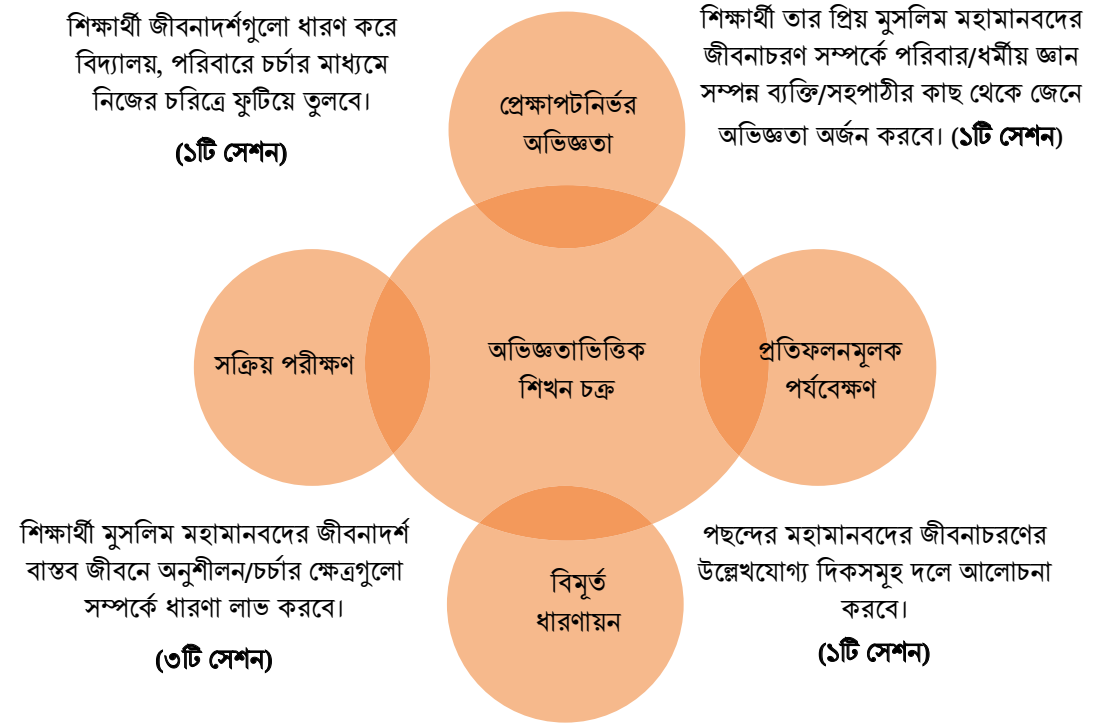 শিক্ষার্থী জীবনাদর্শগুলো ধারণ করে
বিদ্যালয়, পরিবারে চর্চার মাধ্যমে
নিজের চরিত্রে ফুটিয়ে তুলবে।
(১টি সেশন)
প্রেক্ষাপটনির্ভর
অভিজ্ঞতা
শিক্ষার্থী তার প্রিয় মুসলিম মহামানবদের
জীবনাচরণ সম্পর্কে পরিবার/ধর্মীয় জ্ঞান
সম্পন্ন ব্যক্তি/সহপাঠীর কাছ থেকে জেনে
অভিজ্ঞতা অর্জন করবে। (১টি সেশন)
সক্রিয় পরীক্ষণ
অভিজ্ঞতাভিত্তিক
শিখন চক্র
প্রতিফলনমূলক
পর্যবেক্ষণ
শিক্ষার্থী মুসলিম মহামানবদের জীবনাদর্শ
বাস্তব জীবনে অনুশীলন/চর্চার ক্ষেত্রগুলো
সম্পর্কে ধারণা লাভ করবে।
(৩টি সেশন)
বিমূর্ত
ধারণায়ন
পছন্দের মহামানবদের জীবনাচরণের
উল্লেখযোগ্য দিকসমূহ দলে আলোচনা
করবে।
(১টি সেশন)